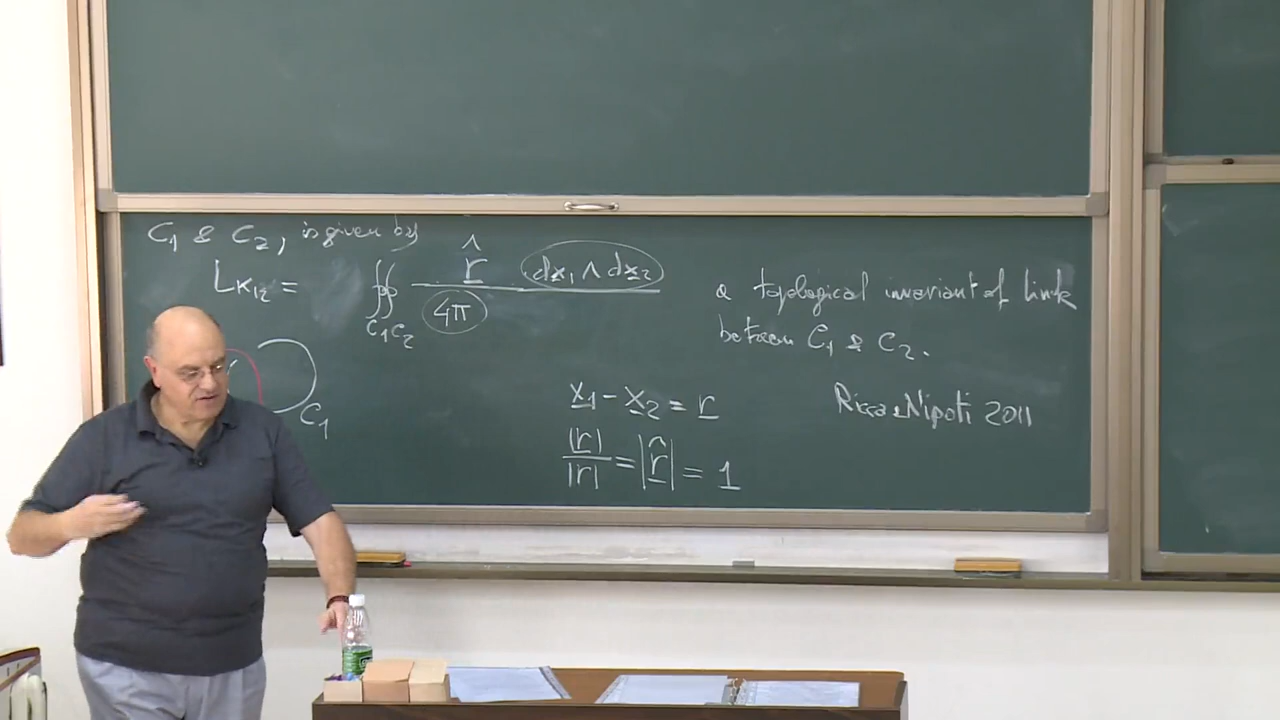 C₁ & C₂, is given by
Lk₁₂ = ∯_{C₁C₂} r̂ dx₁ ∧ dx₂ / 4π
a topological invariant of link
between C₁ & C₂.
C₁
x₁ - x₂ = r
|r| / |r| = |r̂| = 1
Ricca & Nipoti 2011